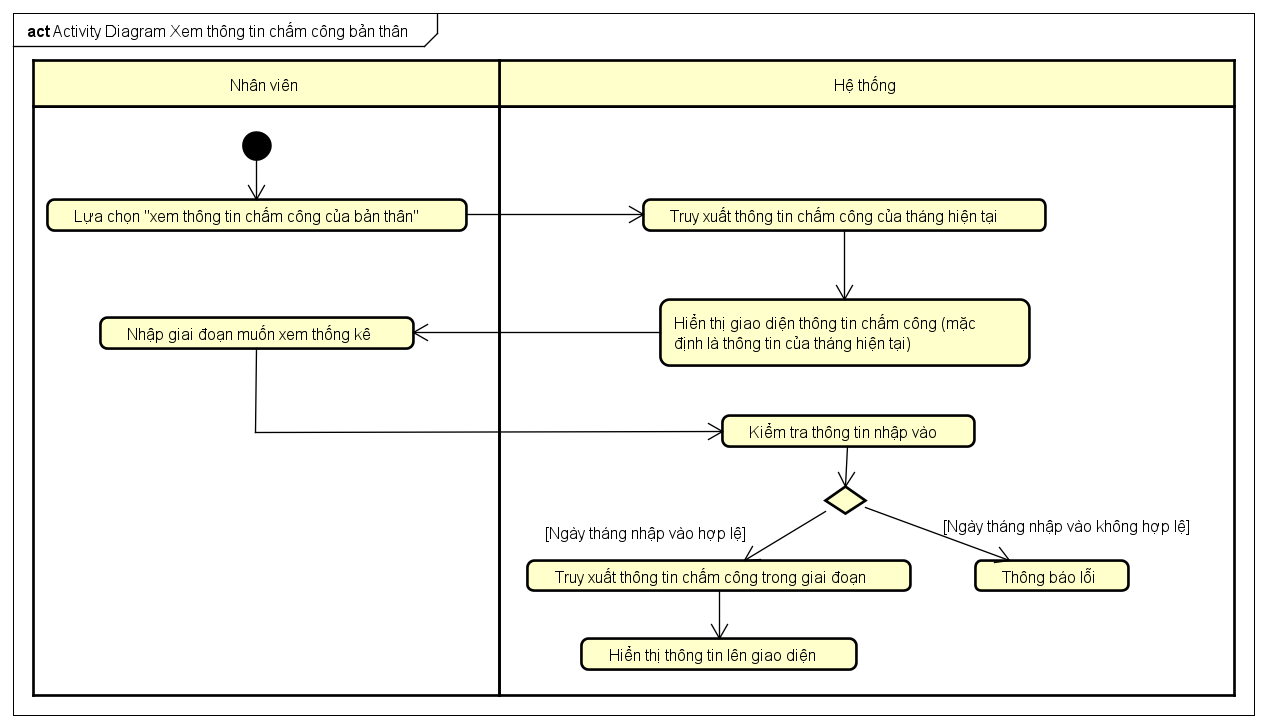 act Activity Diagram Xem thông tin chấm công bản thân
Nhân viên
Hệ thống
Lựa chọn "xem thông tin chấm công của bản thân"
Truy xuất thông tin chấm công của tháng hiện tại
Hiển thị giao diện thông tin chấm công (mặc
định là thông tin của tháng hiện tại)
Nhập giai đoạn muốn xem thống kê
Kiểm tra thông tin nhập vào
[Ngày tháng nhập vào hợp lệ]
[Ngày tháng nhập vào không hợp lệ]
Truy xuất thông tin chấm công trong giai đoạn
Thông báo lỗi
Hiển thị thông tin lên giao diện